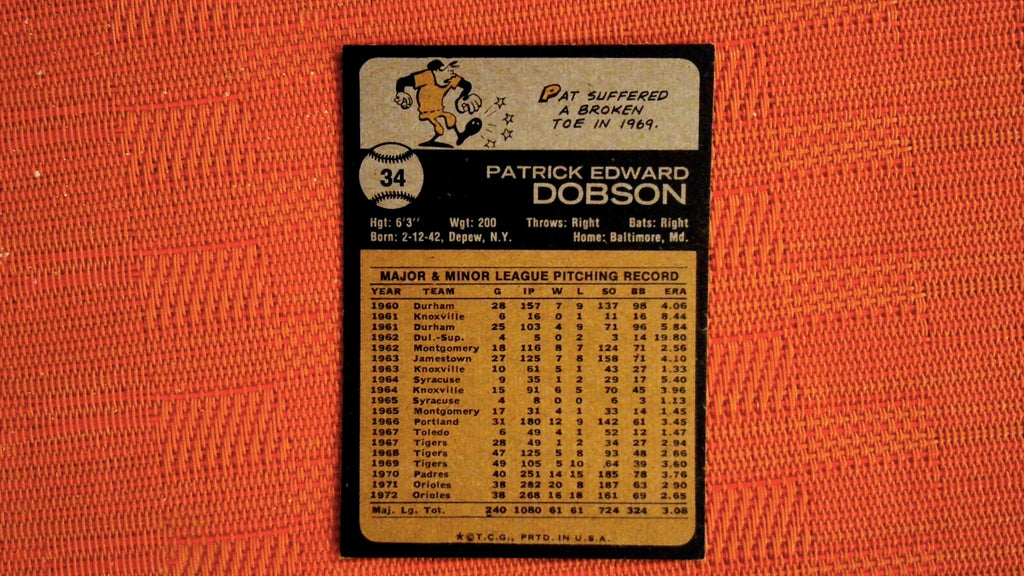 PAT SUFFERED
A BROKEN
TOE IN 1969.
34
PATRICK EDWARD
DOBSON
Hgt: 6'3" Wgt: 200 Throws: Right Bats: Right
Born: 2-12-42, Depew, N.Y. Home: Baltimore, Md.
MAJOR & MINOR LEAGUE PITCHING RECORD
YEAR TEAM G IP W L SO BB ERA
1960 Durham 28 157 7 9 137 98 4.06
1961 Knoxville 6 16 0 1 11 16 8.44
1961 Durham 25 103 4 9 71 96 5.84
1962 Dul.-Sup. 4 5 0 2 3 14 19.80
1962 Montgomery 18 116 8 7 124 71 2.56
1963 Jamestown 27 125 7 8 158 71 4.10
1963 Knoxville 10 61 5 1 43 27 1.33
1964 Syracuse 9 35 1 2 29 17 5.40
1964 Knoxville 15 91 6 5 70 45 3.96
1965 Syracuse 4 8 0 0 6 3 1.13
1965 Montgomery 17 31 4 1 33 14 1.45
1966 Portland 31 180 12 9 142 61 3.45
1967 Toledo 6 49 4 1 52 12 1.47
1967 Tigers 28 49 1 2 34 27 2.94
1968 Tigers 47 125 5 8 93 48 2.66
1969 Tigers 49 105 5 10 64 39 3.60
1970 Padres 40 251 14 15 185 78 3.76
1971 Orioles 38 282 20 8 187 63 2.90
1972 Orioles 38 268 16 18 161 69 2.65
Maj. Lg. Tot. 240 1080 61 61 724 324 3.08
★©T.C.G., PRTD. IN U.S.A.